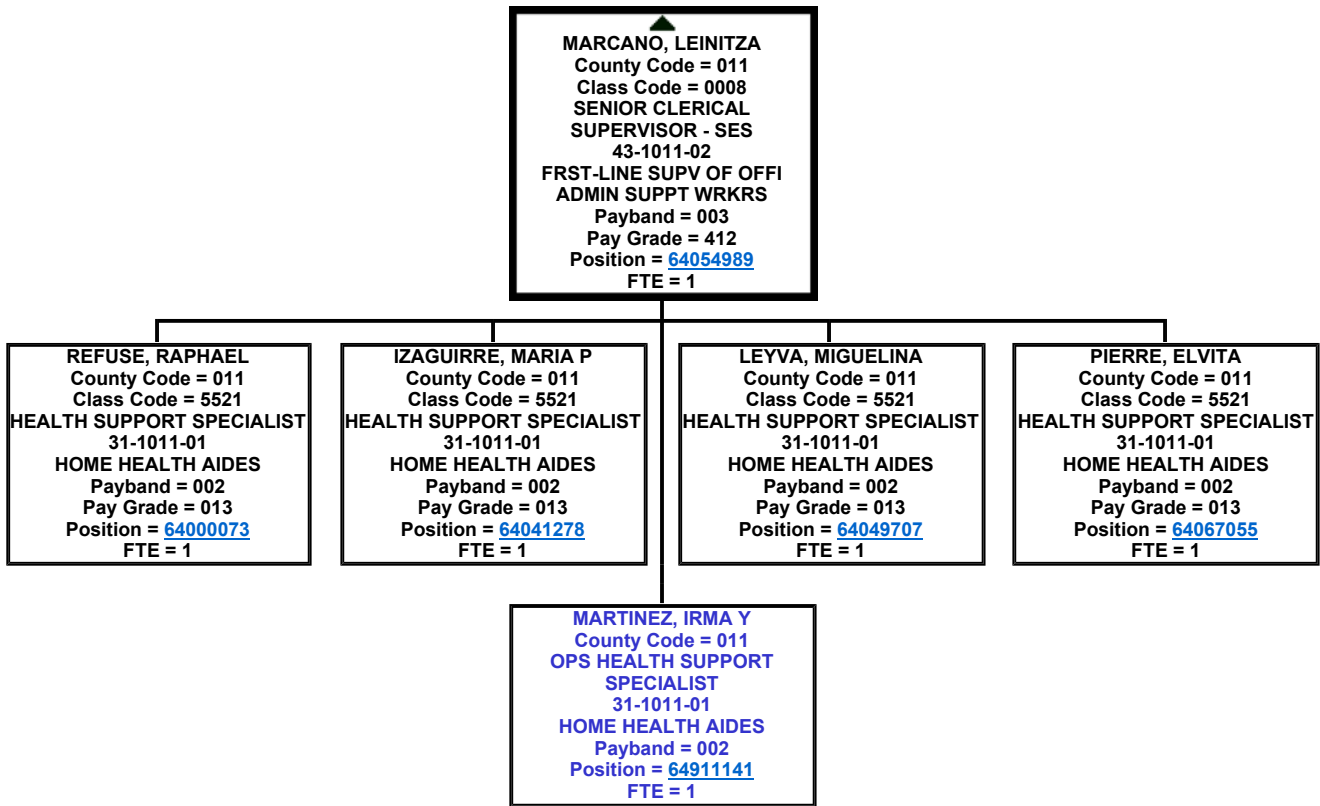 MARCANO, LEINITZA
County Code = 011
Class Code = 0008
SENIOR CLERICAL
SUPERVISOR - SES
43-1011-02
FRST-LINE SUPV OF OFFI
ADMIN SUPPT WRKRS
Payband = 003
Pay Grade = 412
Position = 64054989
FTE = 1
REFUSE, RAPHAEL
County Code = 011
Class Code = 5521
HEALTH SUPPORT SPECIALIST
31-1011-01
HOME HEALTH AIDES
Payband = 002
Pay Grade = 013
Position = 64000073
FTE = 1
IZAGUIRRE, MARIA P
County Code = 011
Class Code = 5521
HEALTH SUPPORT SPECIALIST
31-1011-01
HOME HEALTH AIDES
Payband = 002
Pay Grade = 013
Position = 64041278
FTE = 1
LEYVA, MIGUELINA
County Code = 011
Class Code = 5521
HEALTH SUPPORT SPECIALIST
31-1011-01
HOME HEALTH AIDES
Payband = 002
Pay Grade = 013
Position = 64049707
FTE = 1
PIERRE, ELVITA
County Code = 011
Class Code = 5521
HEALTH SUPPORT SPECIALIST
31-1011-01
HOME HEALTH AIDES
Payband = 002
Pay Grade = 013
Position = 64067055
FTE = 1
MARTINEZ, IRMA Y
County Code = 011
OPS HEALTH SUPPORT
SPECIALIST
31-1011-01
HOME HEALTH AIDES
Payband = 002
Position = 64911141
FTE = 1